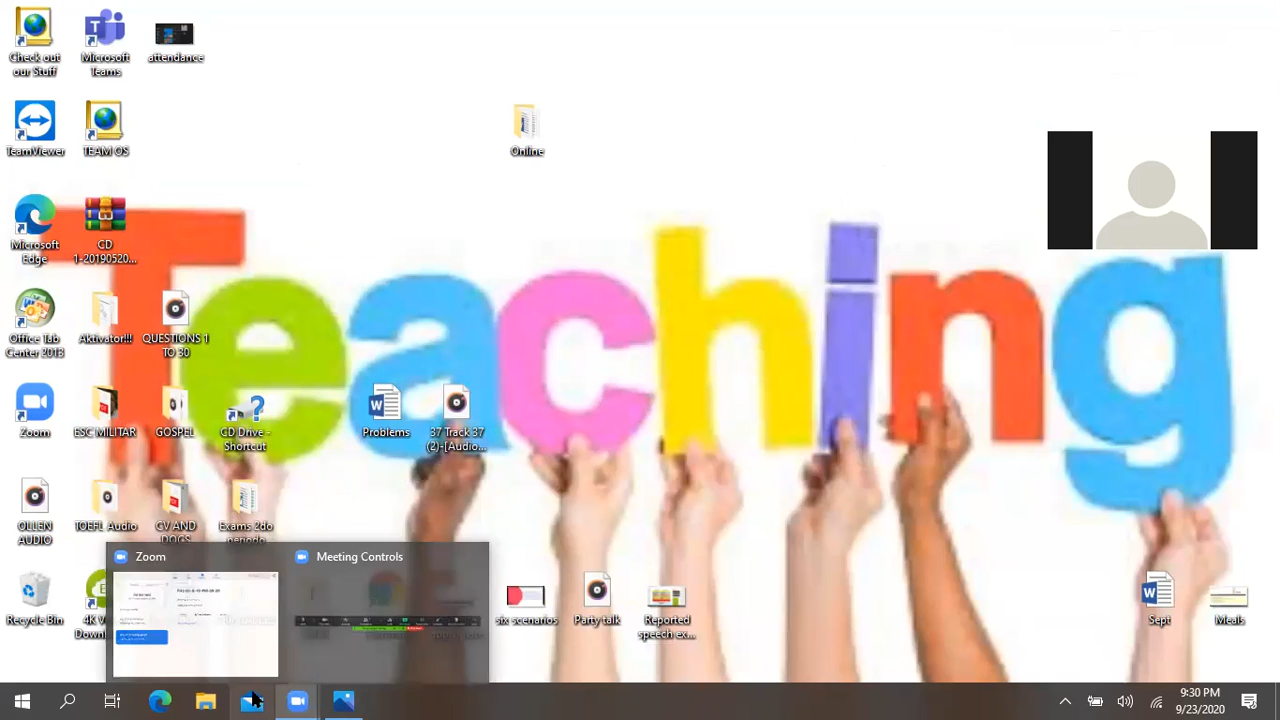 Check out
our Stuff
Microsoft
Teams
attendance
TeamViewer
TEAM OS
Online
Microsoft
Edge
CD
1-20190520...
Teaching
Office Tab
Center 2013
Aktivator!!!
QUESTIONS 1
TO 30
Zoom
ESC MILITAR
GOSPEL
CD Drive -
Shortcut
Problems
37 Track 37
(2)-[Audio...
OLLEN
AUDIO
TOEFL Audio
CV AND
DOCS
Exams 2do
periodo
Zoom
Meeting Controls
Recycle Bin
4K V
Down
six scenarios
Party talk
Reported
speech ex...
Sept
Meals
9:30 PM
9/23/2020